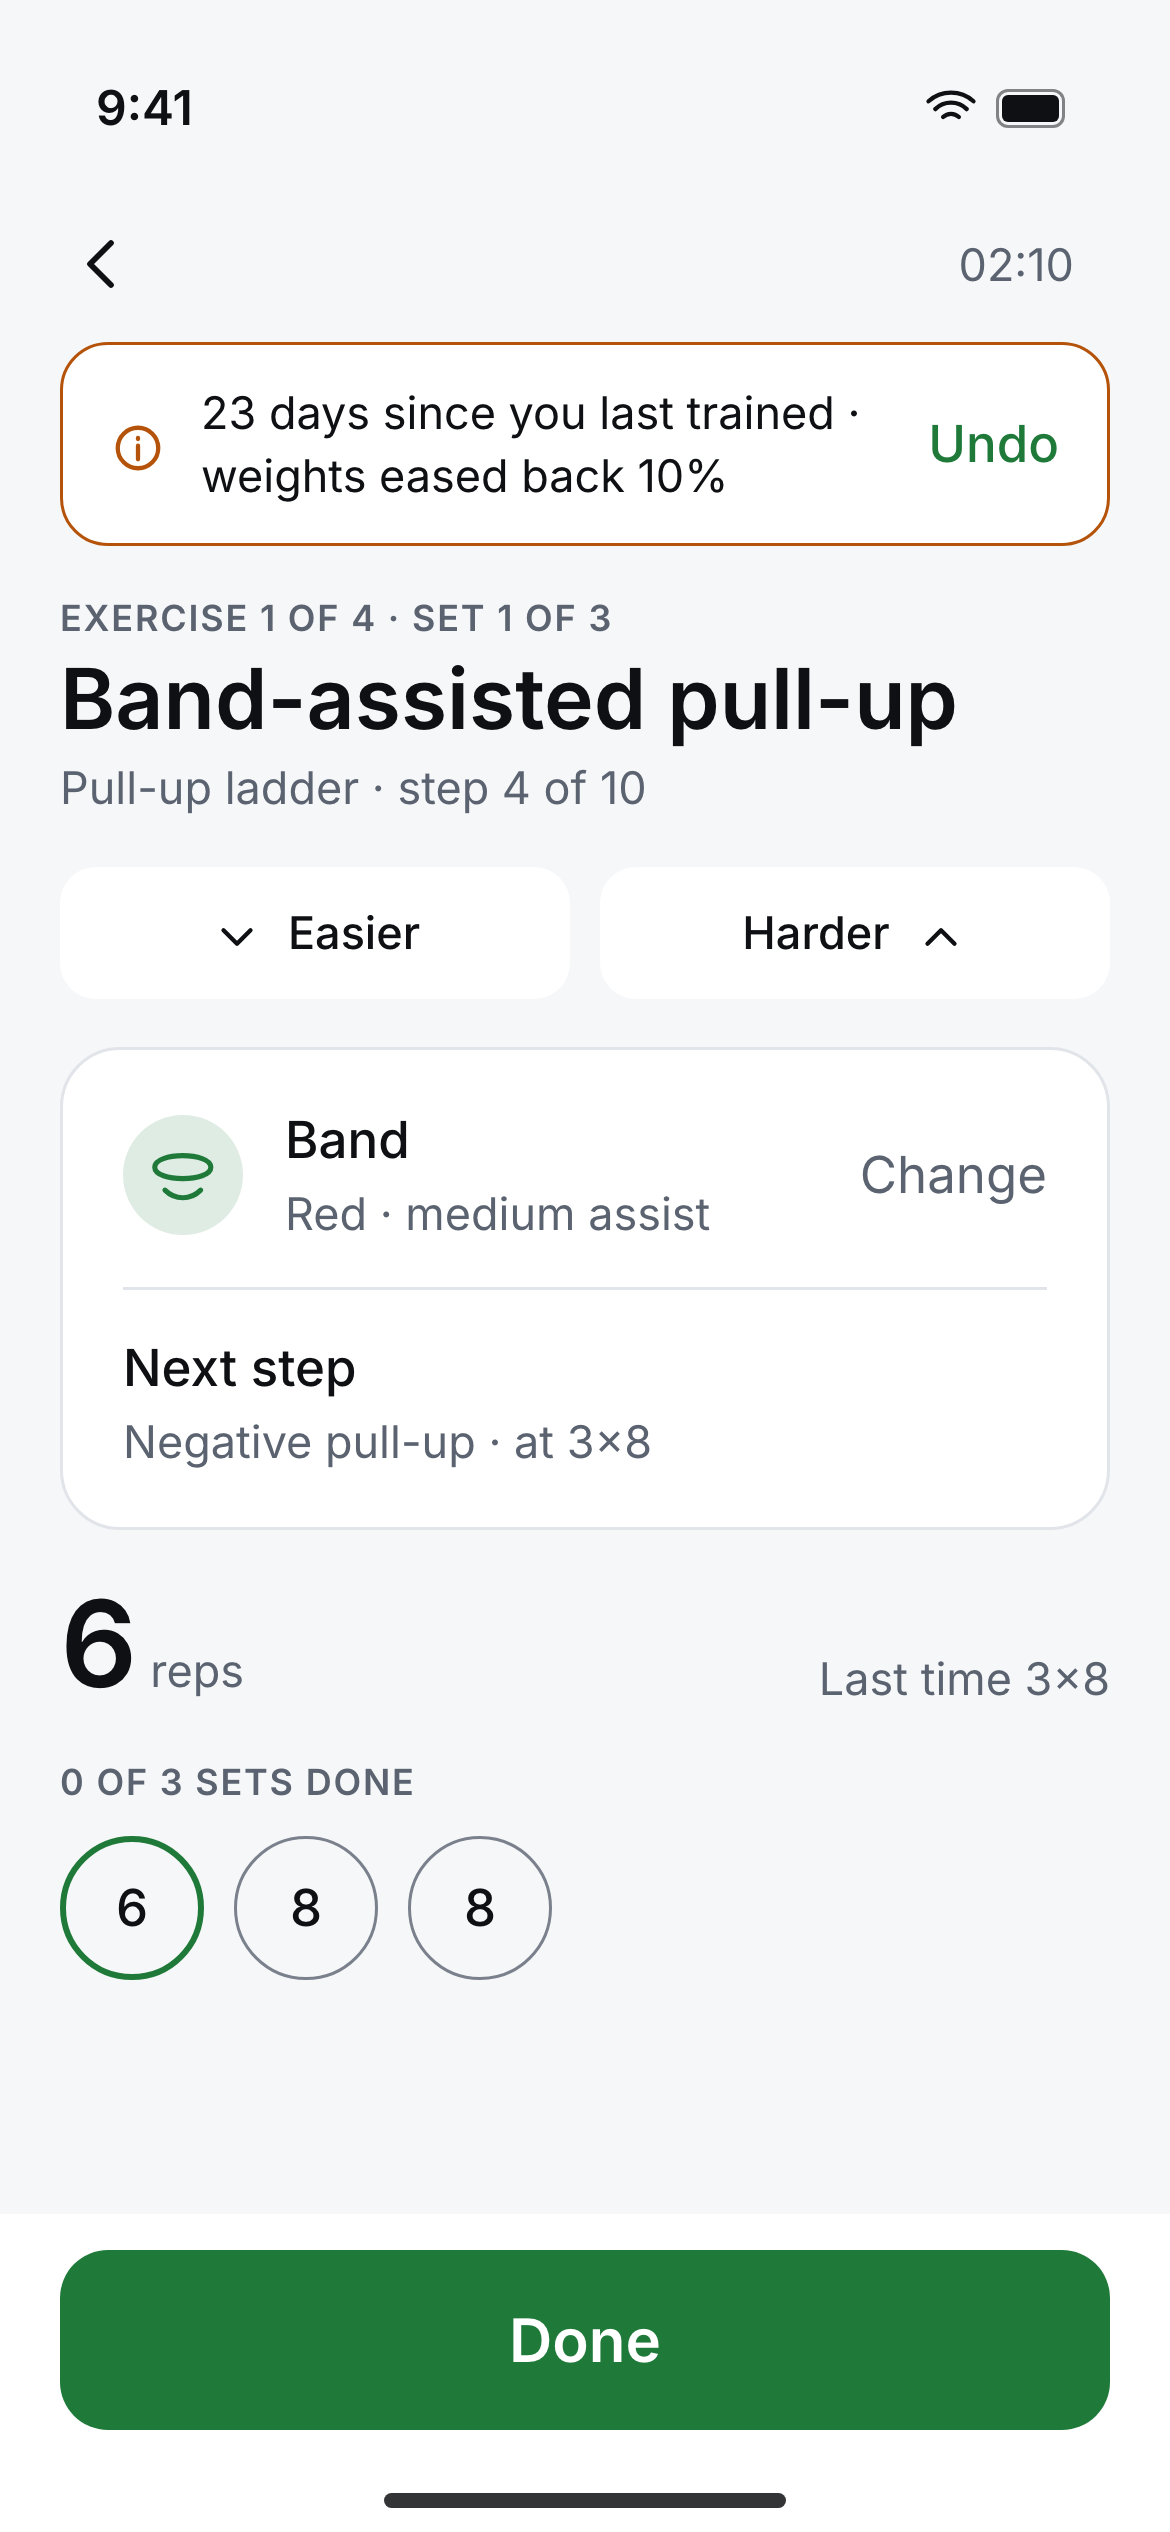 9:41
02:10
23 days since you last trained ·
weights eased back 10%
Undo
EXERCISE 1 OF 4 · SET 1 OF 3
Band-assisted pull-up
Pull-up ladder · step 4 of 10
Easier
Harder
Band
Red · medium assist
Change
Next step
Negative pull-up · at 3×8
6 reps
Last time 3×8
0 OF 3 SETS DONE
6 8 8
Done